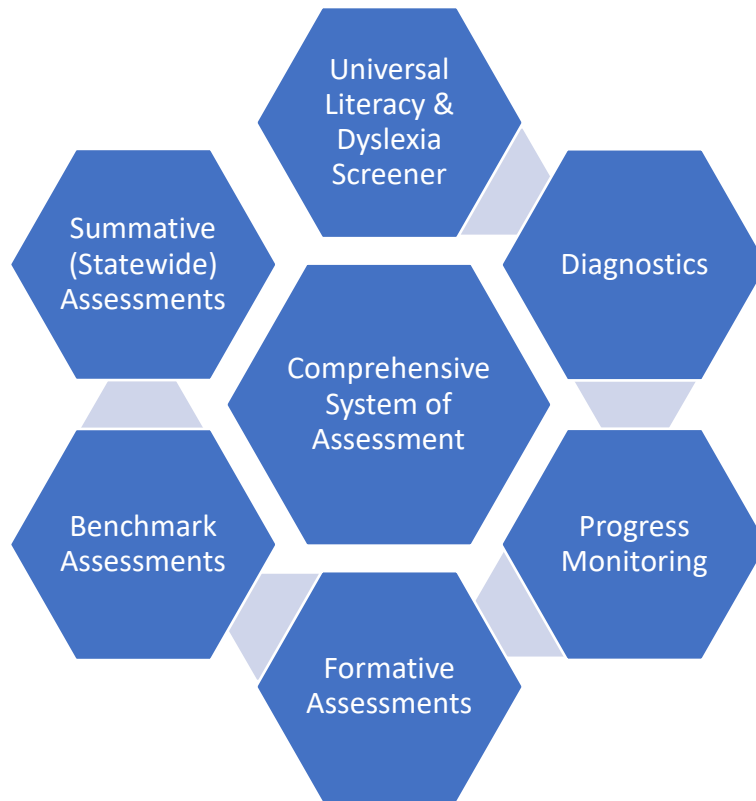 Universal
Literacy &
Dyslexia
Screener
Summative
(Statewide)
Assessments
Diagnostics
Comprehensive
System of
Assessment
Benchmark
Assessments
Progress
Monitoring
Formative
Assessments